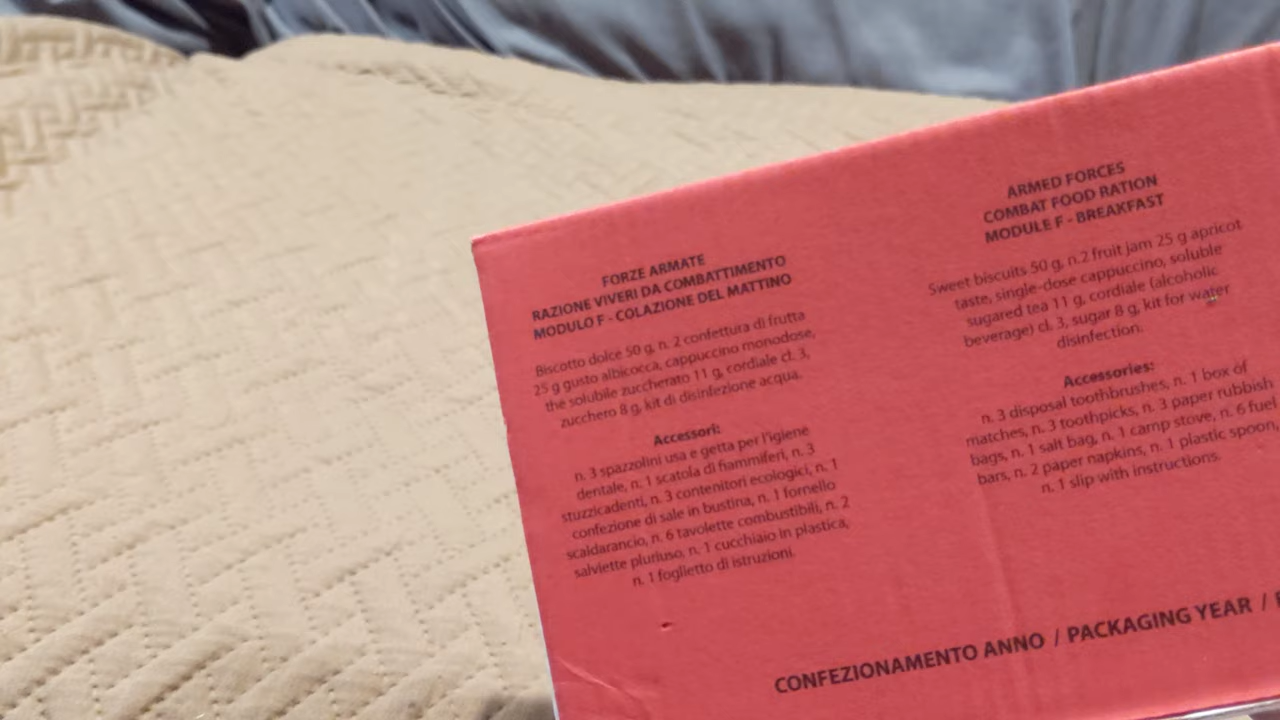 FORZE ARMATE
RAZIONE VIVERI DA COMBATTIMENTO
MODULO F - COLAZIONE DEL MATTINO
Biscotto dolce 50 g, n. 2 confettura di frutta
25 g gusto albicocca, cappuccino monodose,
thè solubile zuccherato 11 g, cordiale cl. 3,
zucchero 8 g, kit di disinfezione acqua.
Accessori:
n. 3 spazzolini usa e getta per l'igiene
dentale, n. 1 scatola di fiammiferi, n. 3
stuzzicadenti, n. 3 contenitori ecologici, n. 1
confezione di sale in bustina, n. 1 fornello
scaldarancio, n. 6 tavolette combustibili, n. 2
salviette pluriuso, n. 1 cucchiaio in plastica,
n. 1 foglietto di istruzioni.
ARMED FORCES
COMBAT FOOD RATION
MODULE F - BREAKFAST
Sweet biscuits 50 g, n.2 fruit jam 25 g apricot
taste, single-dose cappuccino, soluble
sugared tea 11 g, cordiale (alcoholic
beverage) cl. 3, sugar 8 g, kit for water
disinfection.
Accessories:
n. 3 disposal toothbrushes, n. 1 box of
matches, n. 3 toothpicks, n. 3 paper rubbish
bags, n. 1 salt bag, n. 1 camp stove, n. 6 fuel
bars, n. 2 paper napkins, n. 1 plastic spoon,
n. 1 slip with instructions.
CONFEZIONAMENTO ANNO / PACKAGING YEAR /